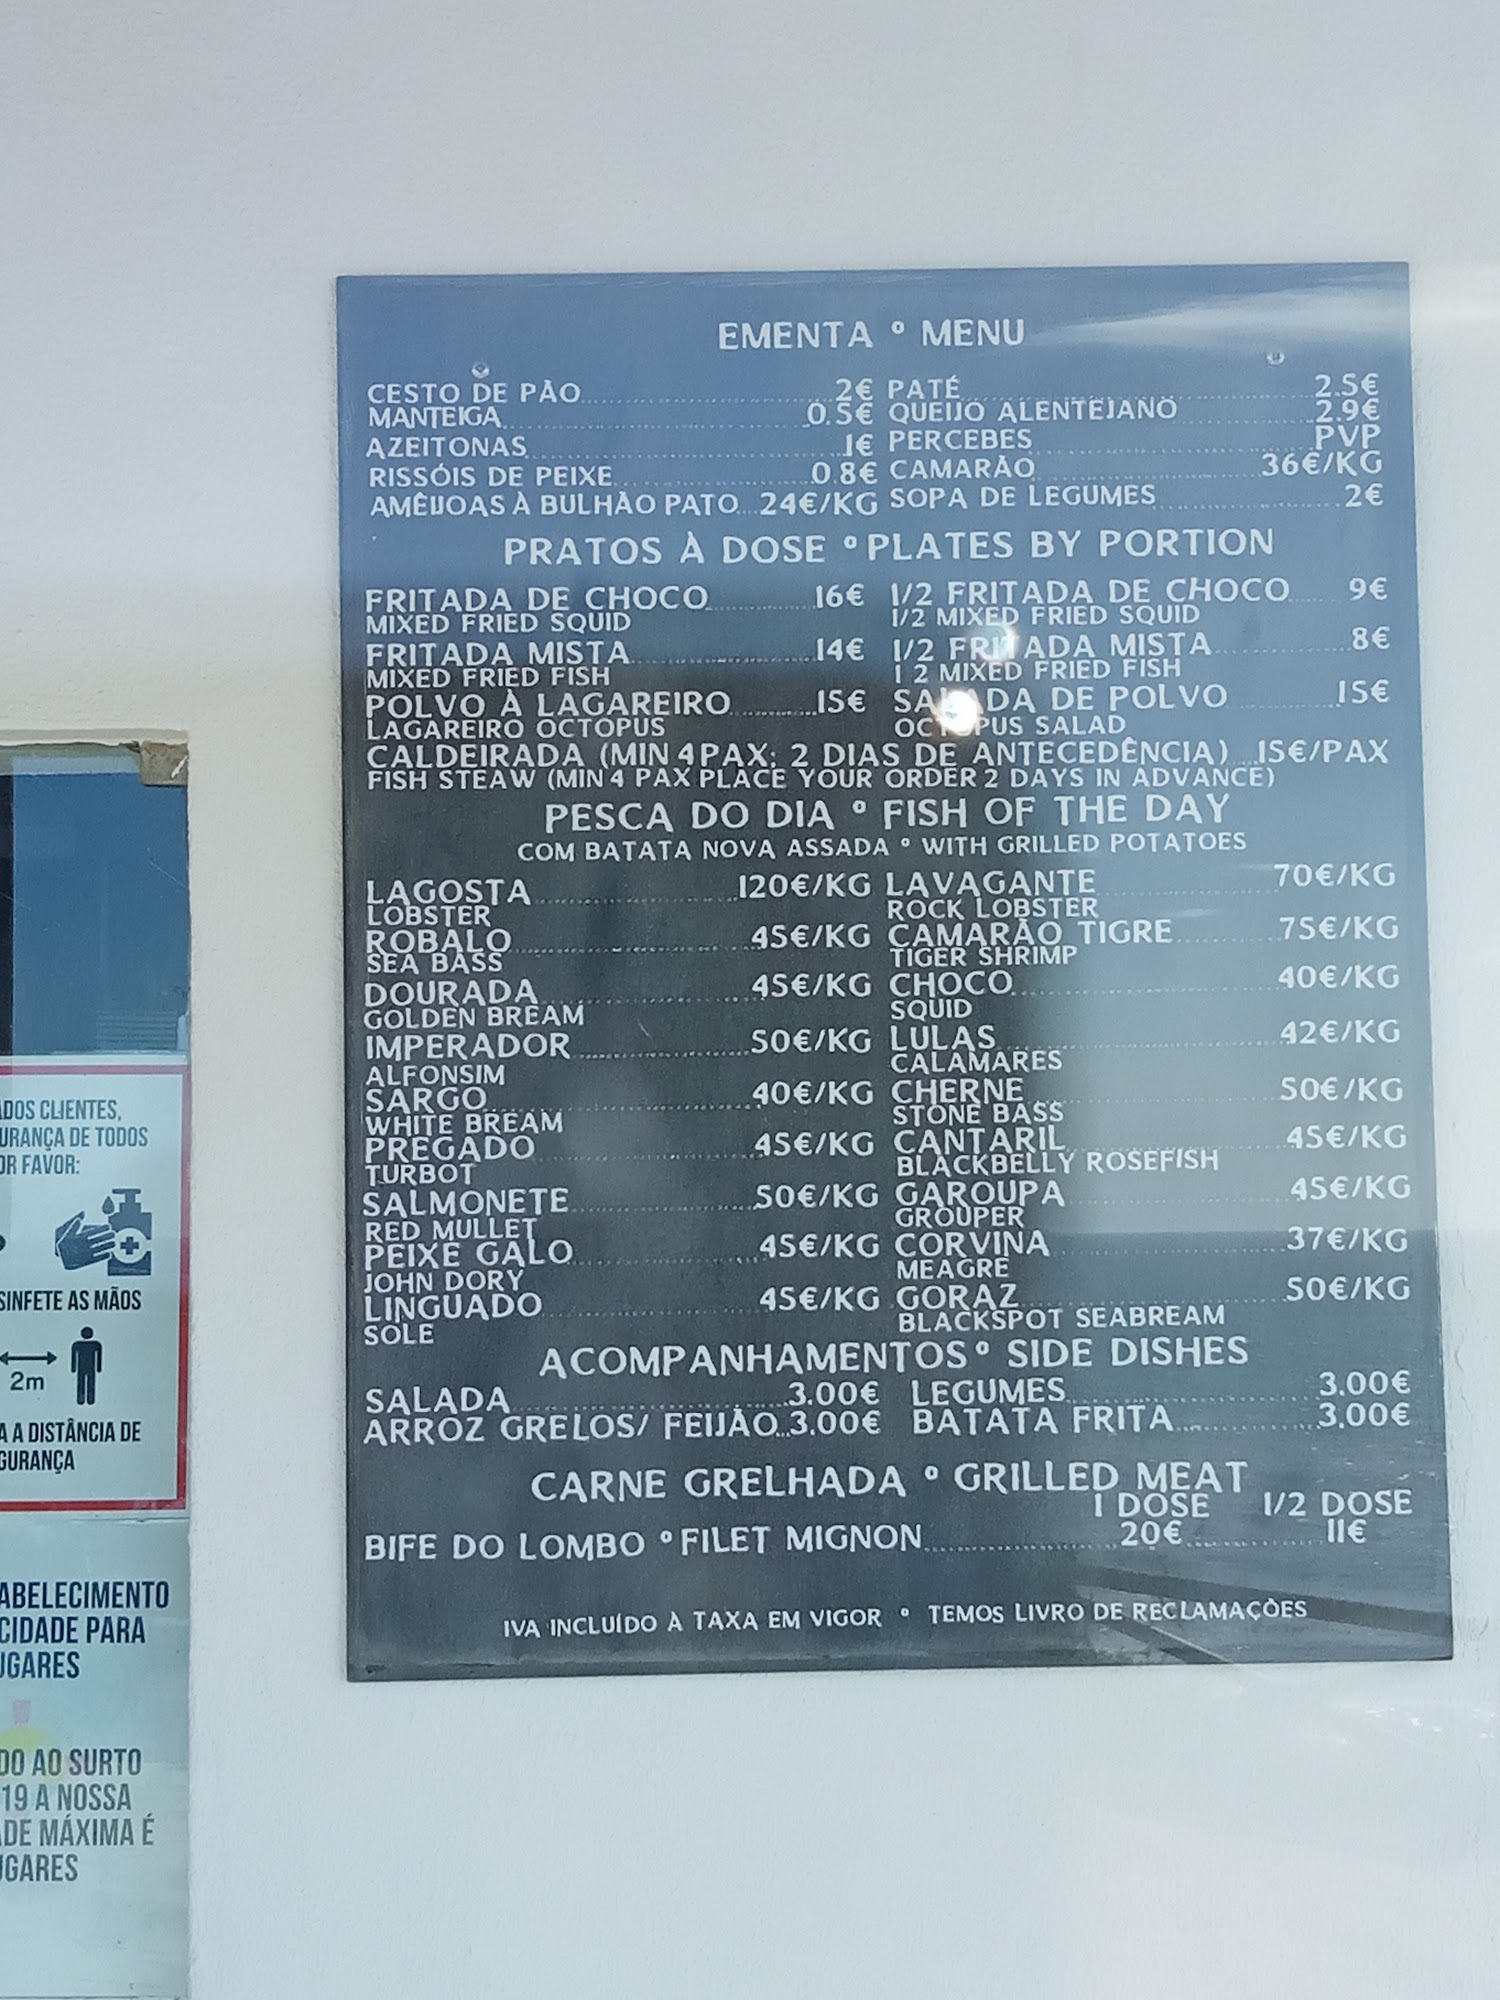 EMENTA º MENU
CESTO DE PÃO 2€ PATÉ 2.5€
MANTEIGA 0.5€ QUEIJO ALENTEJANO 2.9€
AZEITONAS 1€ PERCEBES PVP
RISSÓIS DE PEIXE 0.8€ CAMARÃO 36€/KG
AMÊIJOAS À BULHÃO PATO 24€/KG SOPA DE LEGUMES 2€
PRATOS À DOSE º PLATES BY PORTION
FRITADA DE CHOCO 16€ 1/2 FRITADA DE CHOCO 9€
MIXED FRIED SQUID 1/2 MIXED FRIED SQUID
FRITADA MISTA 14€ 1/2 FRITADA MISTA 8€
MIXED FRIED FISH 1 2 MIXED FRIED FISH
POLVO À LAGAREIRO 15€ SALADA DE POLVO 15€
LAGAREIRO OCTOPUS OCTOPUS SALAD
CALDEIRADA (MIN 4 PAX; 2 DIAS DE ANTECEDÊNCIA) 15€/PAX
FISH STEAW (MIN 4 PAX PLACE YOUR ORDER 2 DAYS IN ADVANCE)
PESCA DO DIA º FISH OF THE DAY
COM BATATA NOVA ASSADA º WITH GRILLED POTATOES
LAGOSTA 120€/KG LAVAGANTE 70€/KG
LOBSTER ROCK LOBSTER
ROBALO 45€/KG CAMARÃO TIGRE 75€/KG
SEA BASS TIGER SHRIMP
DOURADA 45€/KG CHOCO 40€/KG
GOLDEN BREAM SQUID
IMPERADOR 50€/KG LULAS 42€/KG
ALFONSIM CALAMARES
SARGO 40€/KG CHERNE 50€/KG
WHITE BREAM STONE BASS
PREGADO 45€/KG CANTARIL 45€/KG
TURBOT BLACKBELLY ROSEFISH
SALMONETE 50€/KG GAROUPA 45€/KG
RED MULLET GROUPER
PEIXE GALO 45€/KG CORVINA 37€/KG
JOHN DORY MEAGRE
LINGUADO 45€/KG GORAZ 50€/KG
SOLE BLACKSPOT SEABREAM
ACOMPANHAMENTOS º SIDE DISHES
SALADA 3.00€ LEGUMES 3.00€
ARROZ GRELOS/ FEIJÃO 3.00€ BATATA FRITA 3.00€
CARNE GRELHADA º GRILLED MEAT
1 DOSE 1/2 DOSE
BIFE DO LOMBO º FILET MIGNON 20€ 11€
IVA INCLUÍDO À TAXA EM VIGOR º TEMOS LIVRO DE RECLAMAÇÕES
ADOS CLIENTES,
URANÇA DE TODOS
OR FAVOR:
SINFETE AS MÃOS
2m
A A DISTÂNCIA DE
GURANÇA
ABELECIMENTO
CIDADE PARA
UGARES
DO AO SURTO
19 A NOSSA
ADE MÁXIMA É
UGARES